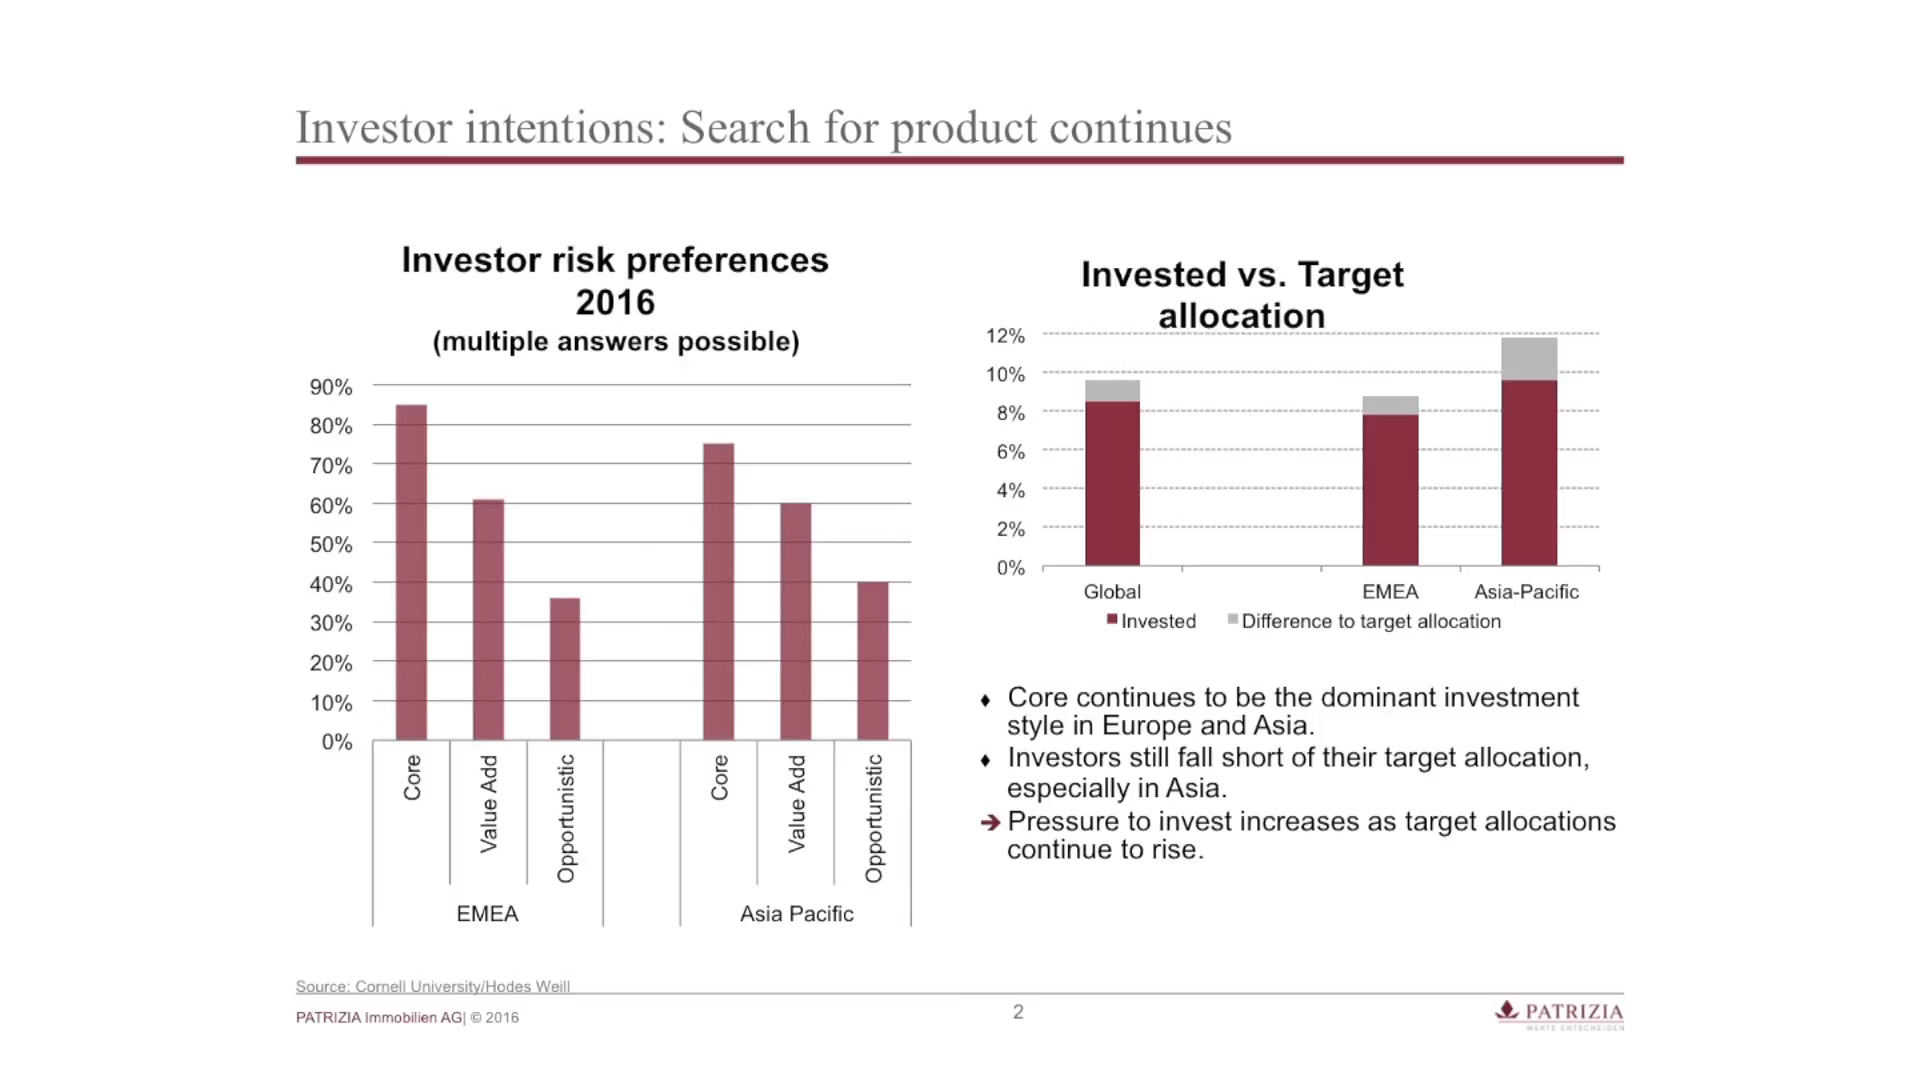 Investor intentions: Search for product continues
Investor risk preferences
2016
(multiple answers possible)
90%
80%
70%
60%
50%
40%
30%
20%
10%
0%
Core
Value Add
Opportunistic
Core
Value Add
Opportunistic
EMEA
Asia Pacific
Invested vs. Target
allocation
12%
10%
8%
6%
4%
2%
0%
Global
EMEA
Asia-Pacific
Invested
Difference to target allocation
♦ Core continues to be the dominant investment
style in Europe and Asia.
♦ Investors still fall short of their target allocation,
especially in Asia.
➔ Pressure to invest increases as target allocations
continue to rise.
Source: Cornell University/Hodes Weill
PATRIZIA Immobilien AG| © 2016
2
PATRIZIA
WERTE ENTSCHEIDEN